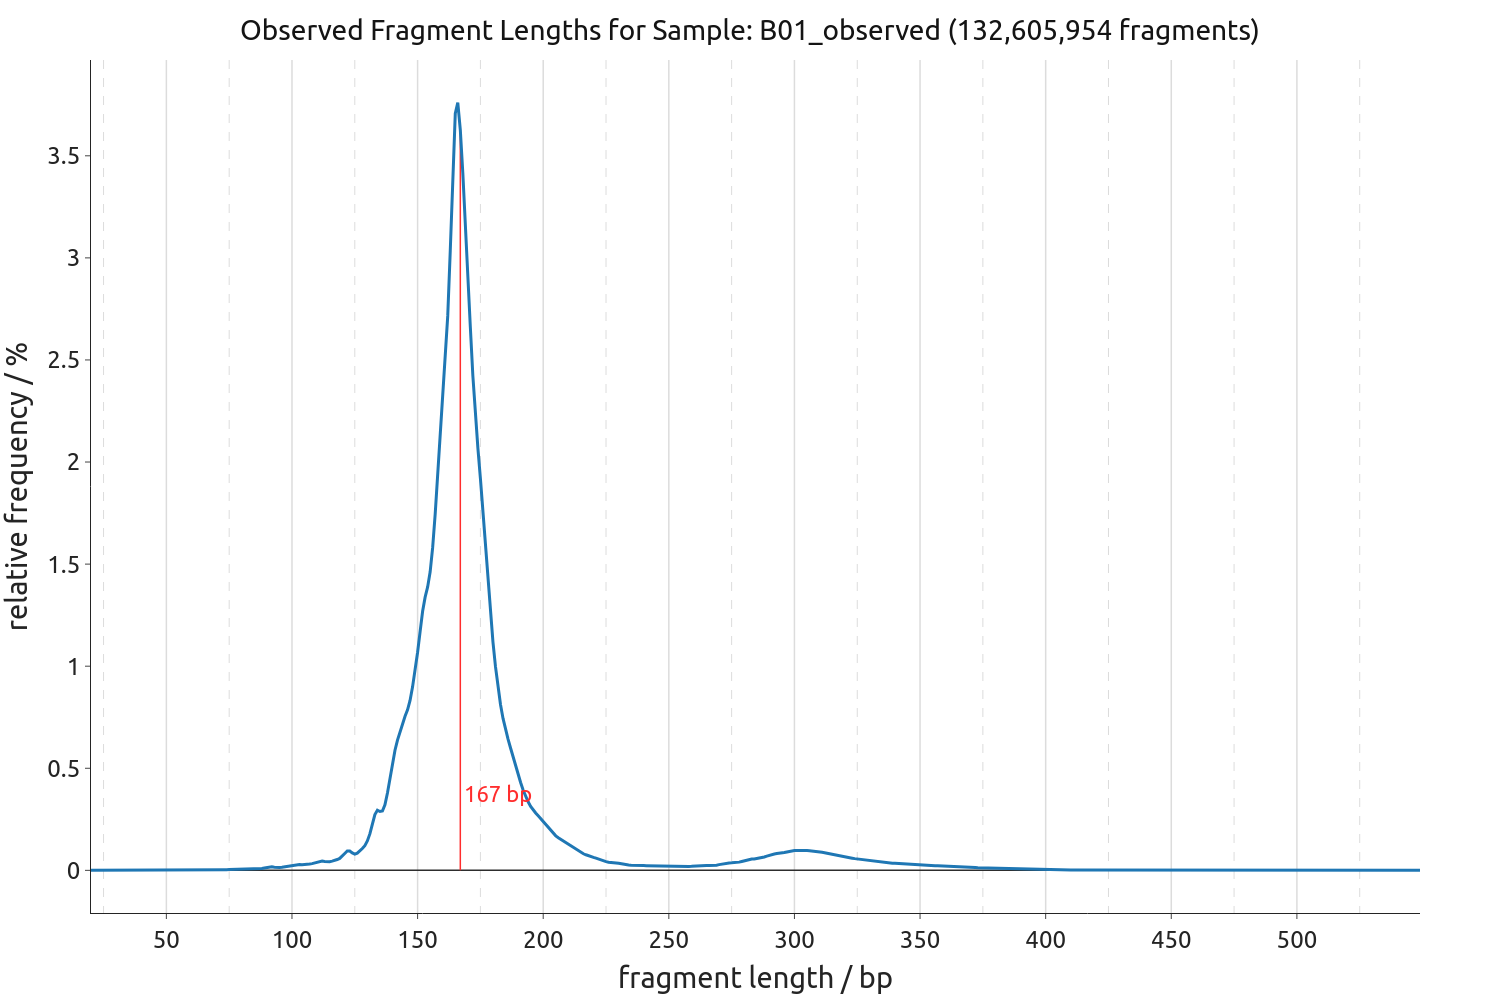 Observed Fragment Lengths for Sample: B01_observed (132,605,954 fragments)
relative frequency / %
3.5
3
2.5
2
1.5
1
0.5
0
167 bp
50 100 150 200 250 300 350 400 450 500
fragment length / bp